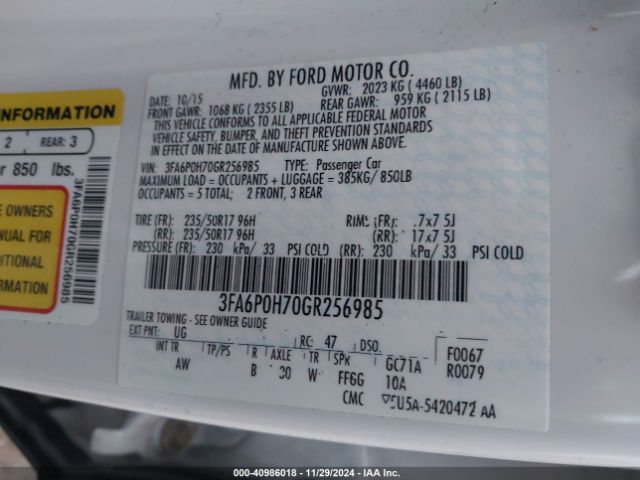 MFD. BY FORD MOTOR CO.
DATE: 10/15 GVWR: 2023 KG ( 4460 LB)
FRONT GAWR: 1068 KG ( 2355 LB) REAR GAWR: 959 KG ( 2115 LB)
THIS VEHICLE CONFORMS TO ALL APPLICABLE FEDERAL MOTOR
VEHICLE SAFETY, BUMPER, AND THEFT PREVENTION STANDARDS
IN EFFECT ON THE DATE OF MANUFACTURE SHOWN ABOVE.
VIN: 3FA6P0H70GR256985 TYPE: Passenger Car
MAXIMUM LOAD = OCCUPANTS + LUGGAGE = 385KG/ 850LB
OCCUPANTS = 5 TOTAL; 2 FRONT, 3 REAR
TIRE (FR): 235/50R17 96H RIMS (FR): .7x7 5J
(RR): 235/50R17 96H (RR): 17x7 5J
PRESSURE (FR): 230 kPa/ 33 PSI COLD (RR): 230 kPa/ 33 PSI COLD
3FA6P0H70GR256985
TRAILER TOWING - SEE OWNER GUIDE
EXT PNT: UG RC: 47 DSO: F0067
INT TR TP/PS R AXLE TR SPR GC71A R0079
AW B 30 W FF6G 10A
CMC 5U5A-5420472 AA
INFORMATION
2 REAR: 3
r 850 lbs.
E OWNERS
NUAL FOR
DITIONAL
ORMATION
3FA6P0H70GR256985
000-40986018 - 11/29/2024 - IAA Inc.